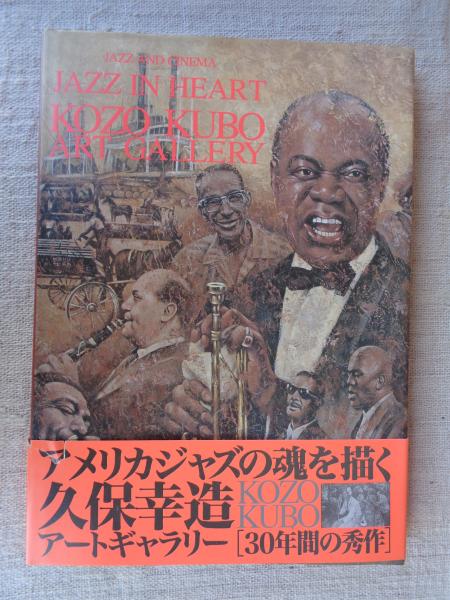 JAZZ AND CINEMA
JAZZ IN HEART
KOZO KUBO
ART GALLERY
アメリカジャズの魂を描く
久保幸造
KOZO
KUBO
アートギャラリー[30年間の秀作]